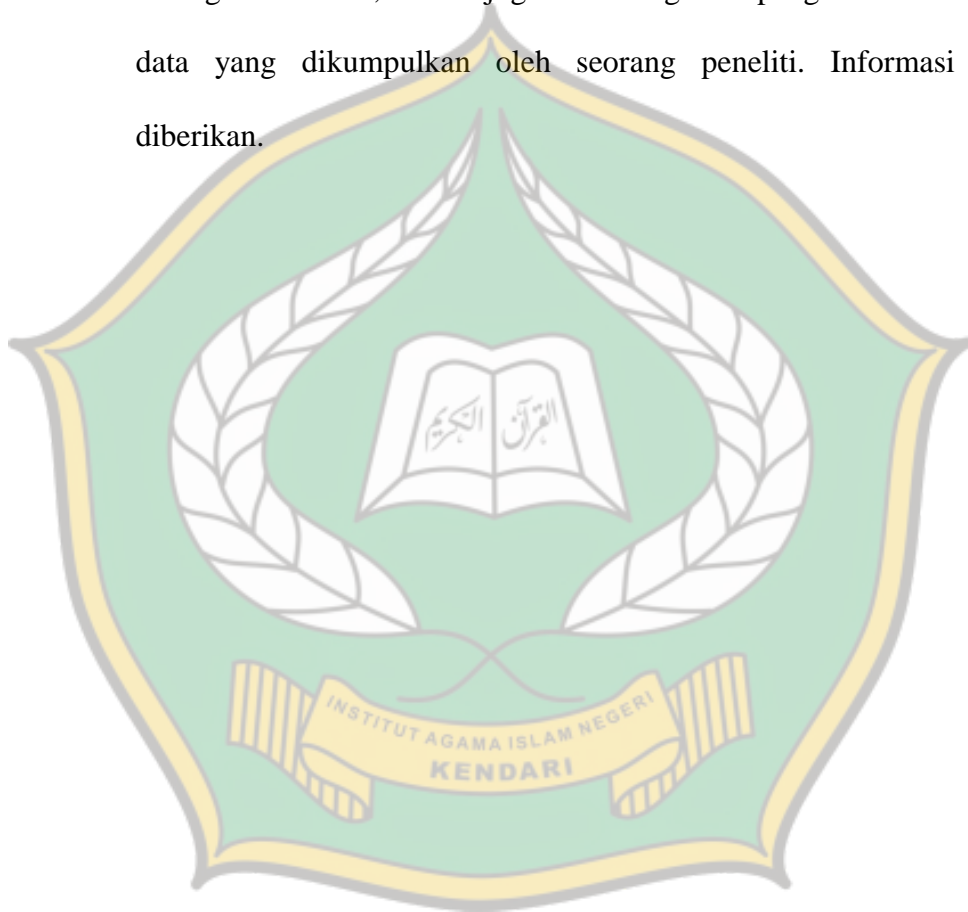 data yang dikumpulkan oleh seorang peneliti. Informasi
diberikan.
القرآن الكريم
INSTITUT AGAMA ISLAM NEGERI
KENDARI